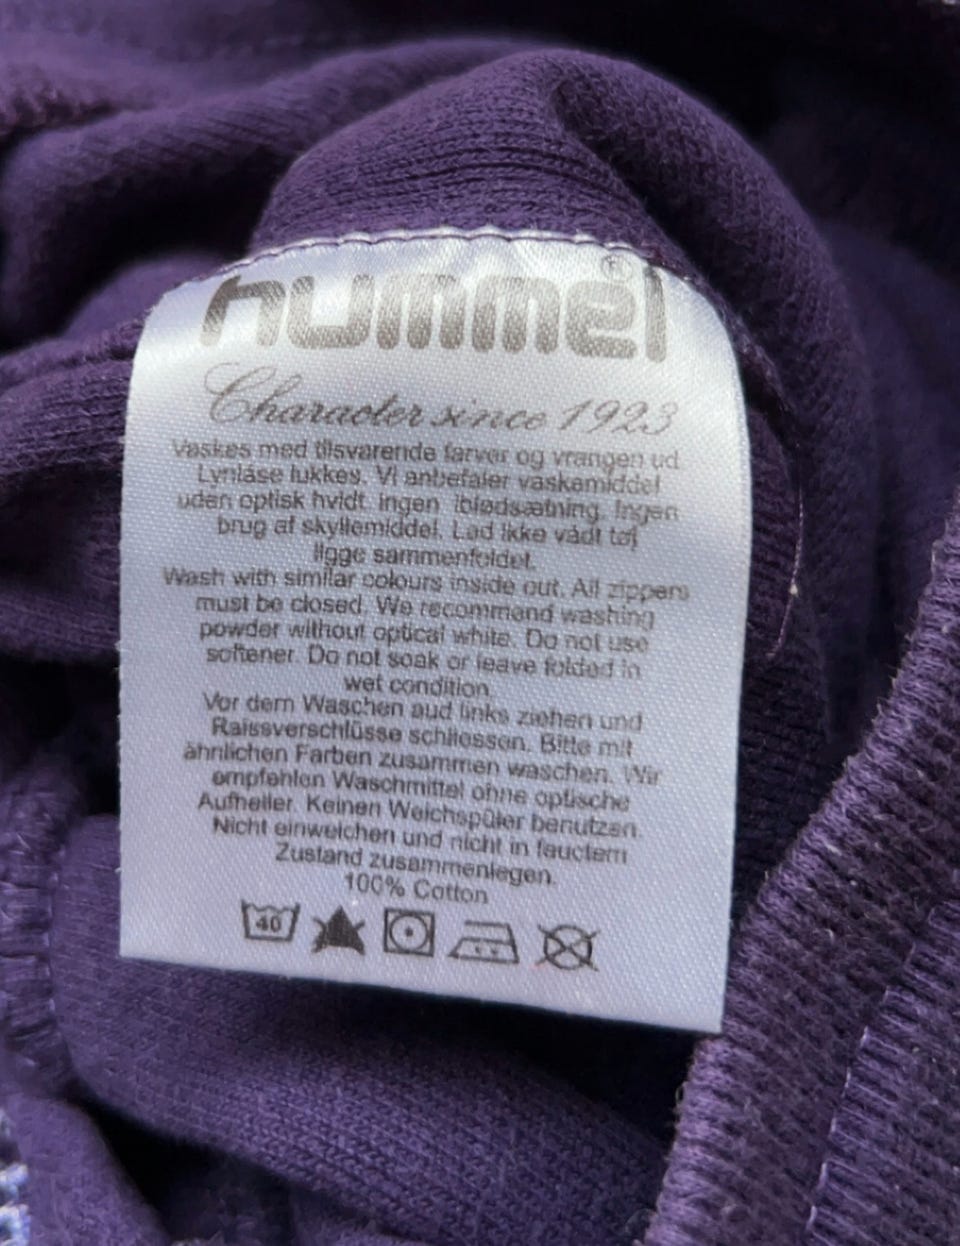 hummel®
Character since 1923
Vaskes med tilsvarende farver og vrangen ud.
Lynlåse lukkes. Vi anbefaler vaskemiddel
uden optisk hvidt. Ingen iblødsætning. Ingen
brug af skyllemiddel. Lad ikke vådt tøj
ligge sammenfoldet.
Wash with similar colours inside out. All zippers
must be closed. We recommend washing
powder without optical white. Do not use
softener. Do not soak or leave folded in
wet condition.
Vor dem Waschen aud links ziehen und
Raissverschlüsse schliessen. Bitte mit
ähnlichen Farben zusammen waschen. Wir
empfehlen Waschmittel ohne optische
Aufheller. Keinen Weichspüler benutzen.
Nicht einweichen und nicht in feuctem
Zustand zusammenlegen.
100% Cotton
40